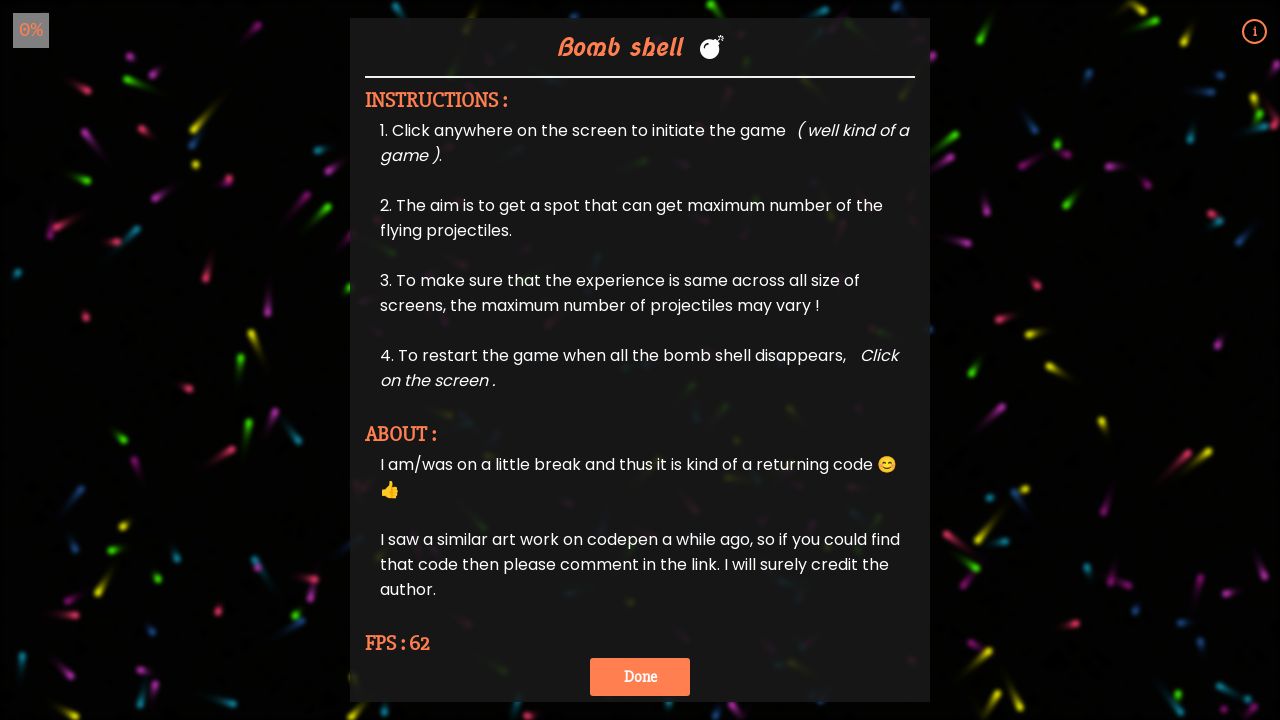 0%
i
Bomb shell 💣
INSTRUCTIONS :
1. Click anywhere on the screen to initiate the game ( well kind of a
game ).
2. The aim is to get a spot that can get maximum number of the
flying projectiles.
3. To make sure that the experience is same across all size of
screens, the maximum number of projectiles may vary !
4. To restart the game when all the bomb shell disappears, Click
on the screen .
ABOUT :
I am/was on a little break and thus it is kind of a returning code 😊
👍
I saw a similar art work on codepen a while ago, so if you could find
that code then please comment in the link. I will surely credit the
author.
FPS : 62
Done